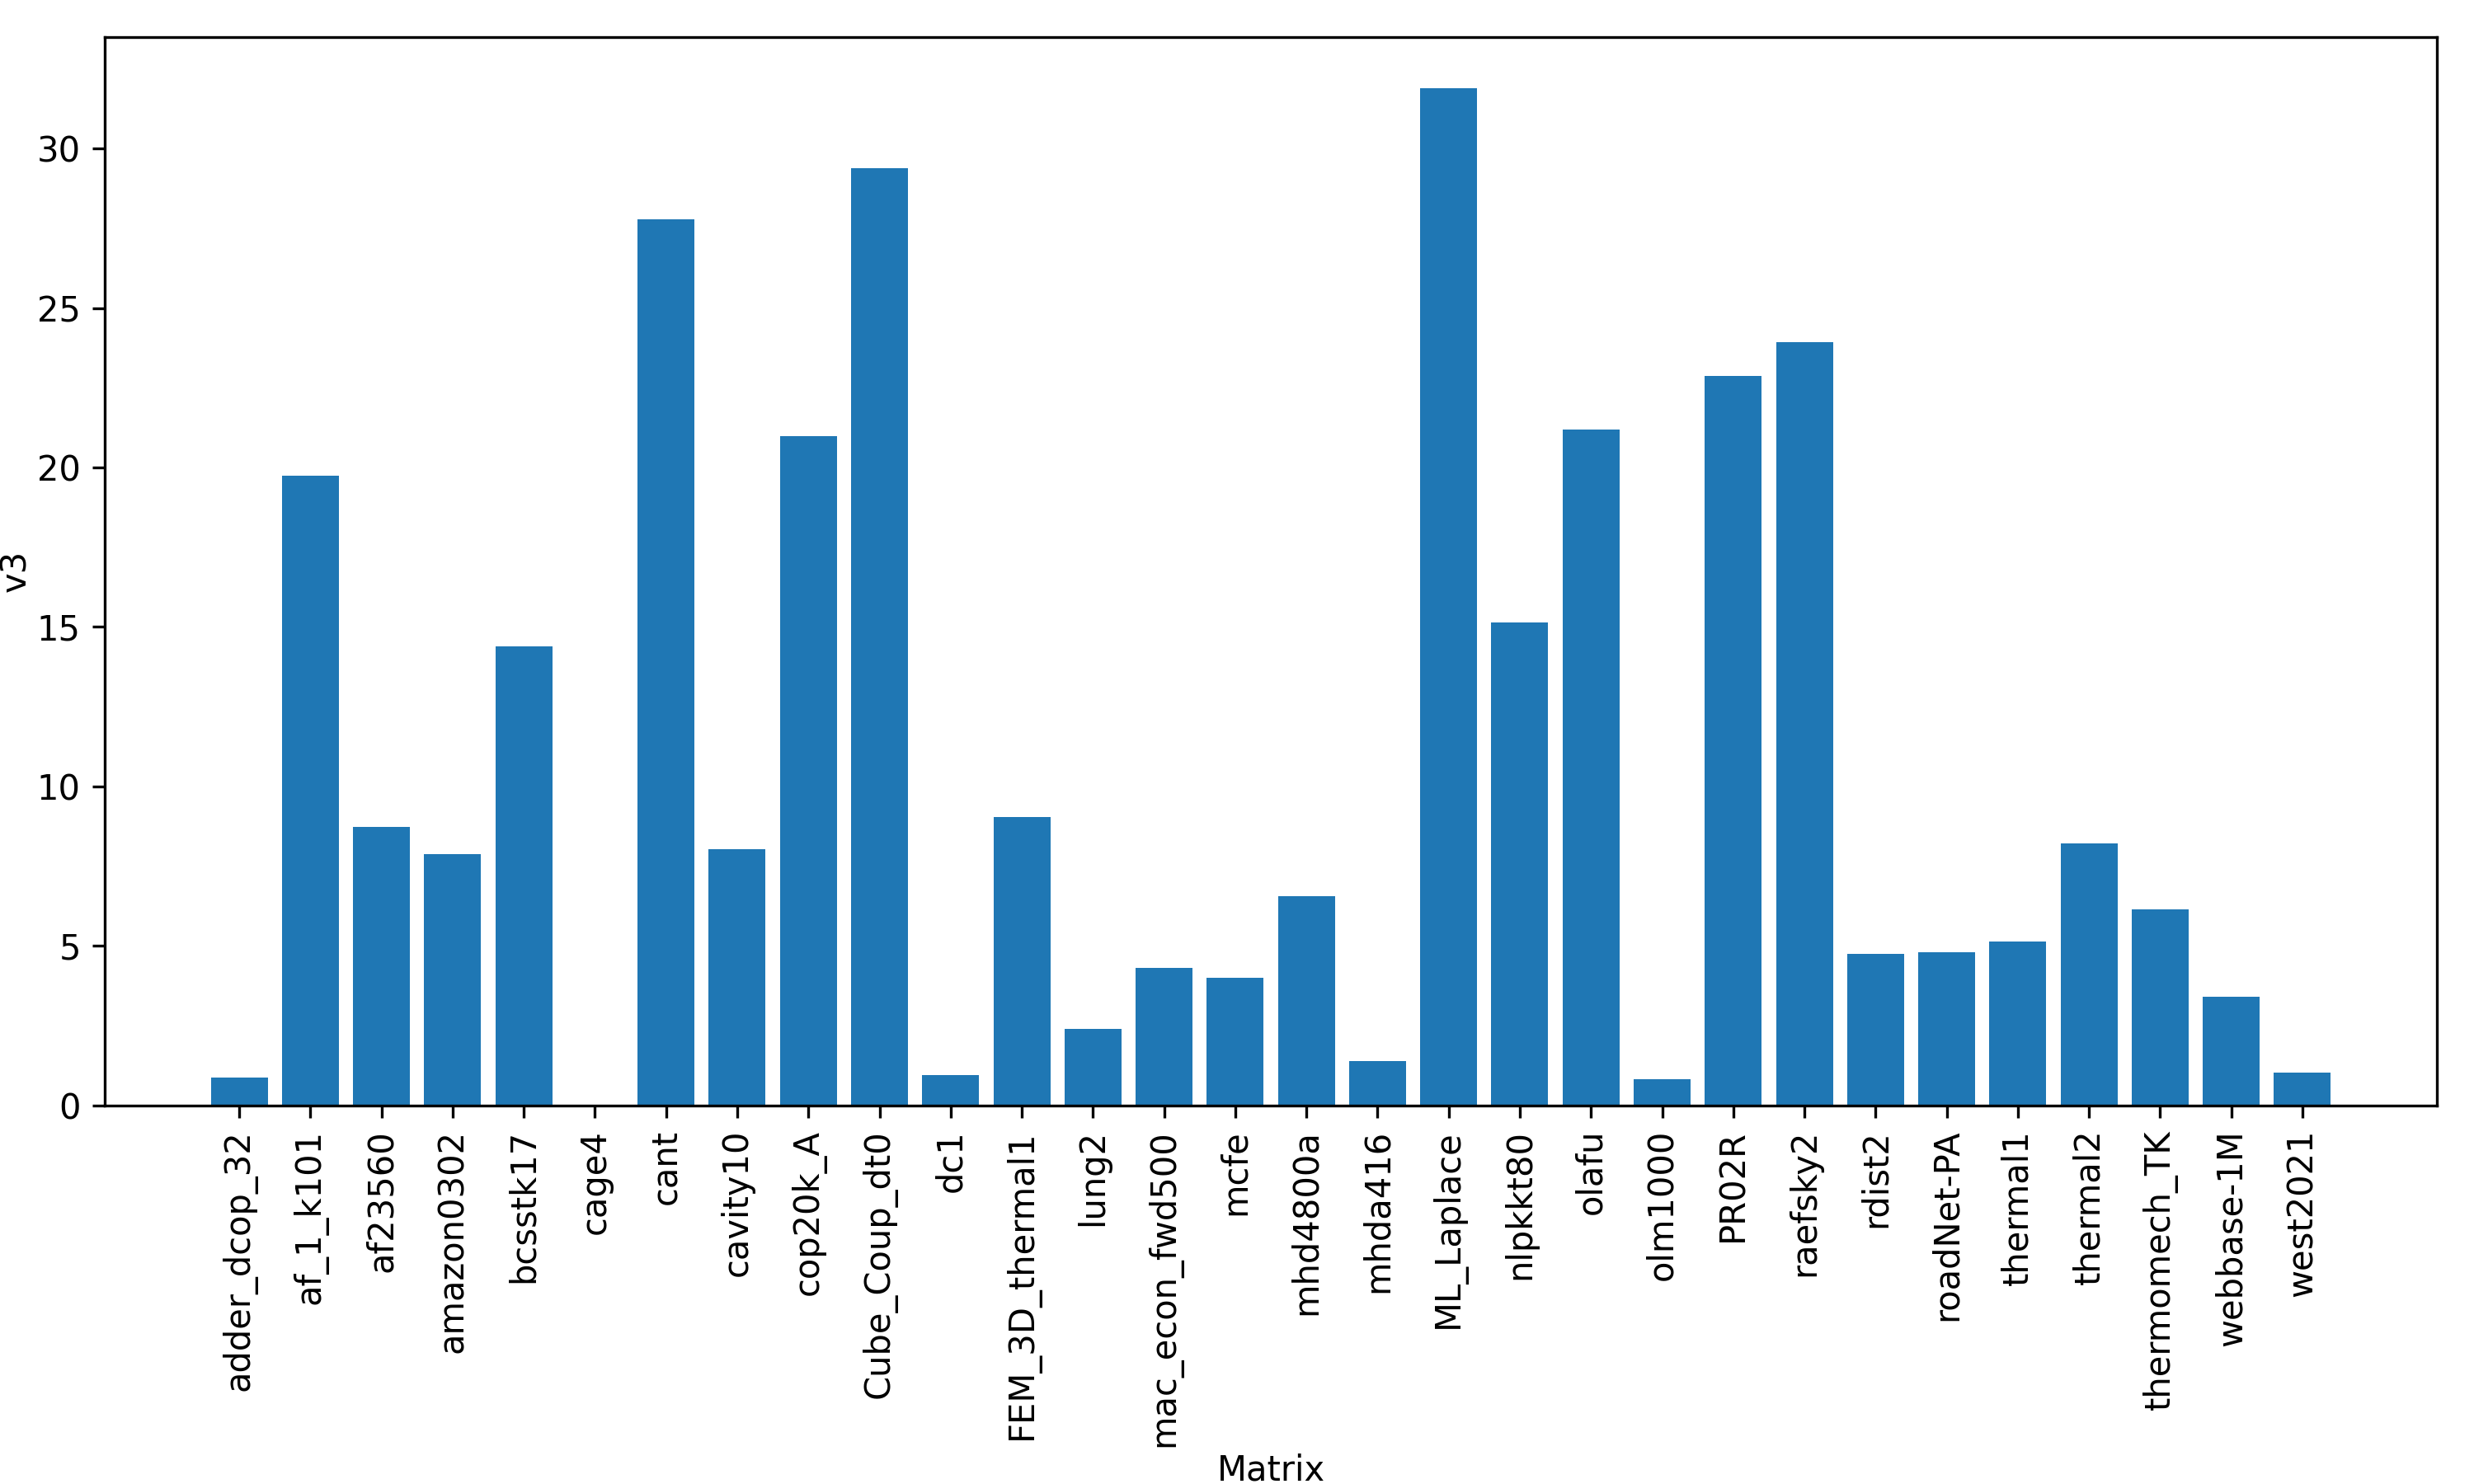 30
25
20
15
10
5
0
v3
adder_dcop_32
af_1_k101
af23560
amazon0302
bcsstk17
cage4
cant
cavity10
cop20k_A
Cube_Coup_dt0
dc1
FEM_3D_thermal1
lung2
mac_econ_fwd500
mcfe
mhd4800a
mhda416
ML_Laplace
nlpkkt80
olafu
olm1000
PR02R
raefsky2
rdist2
roadNet-PA
thermal1
thermal2
thermomech_TK
webbase-1M
west2021
Matrix